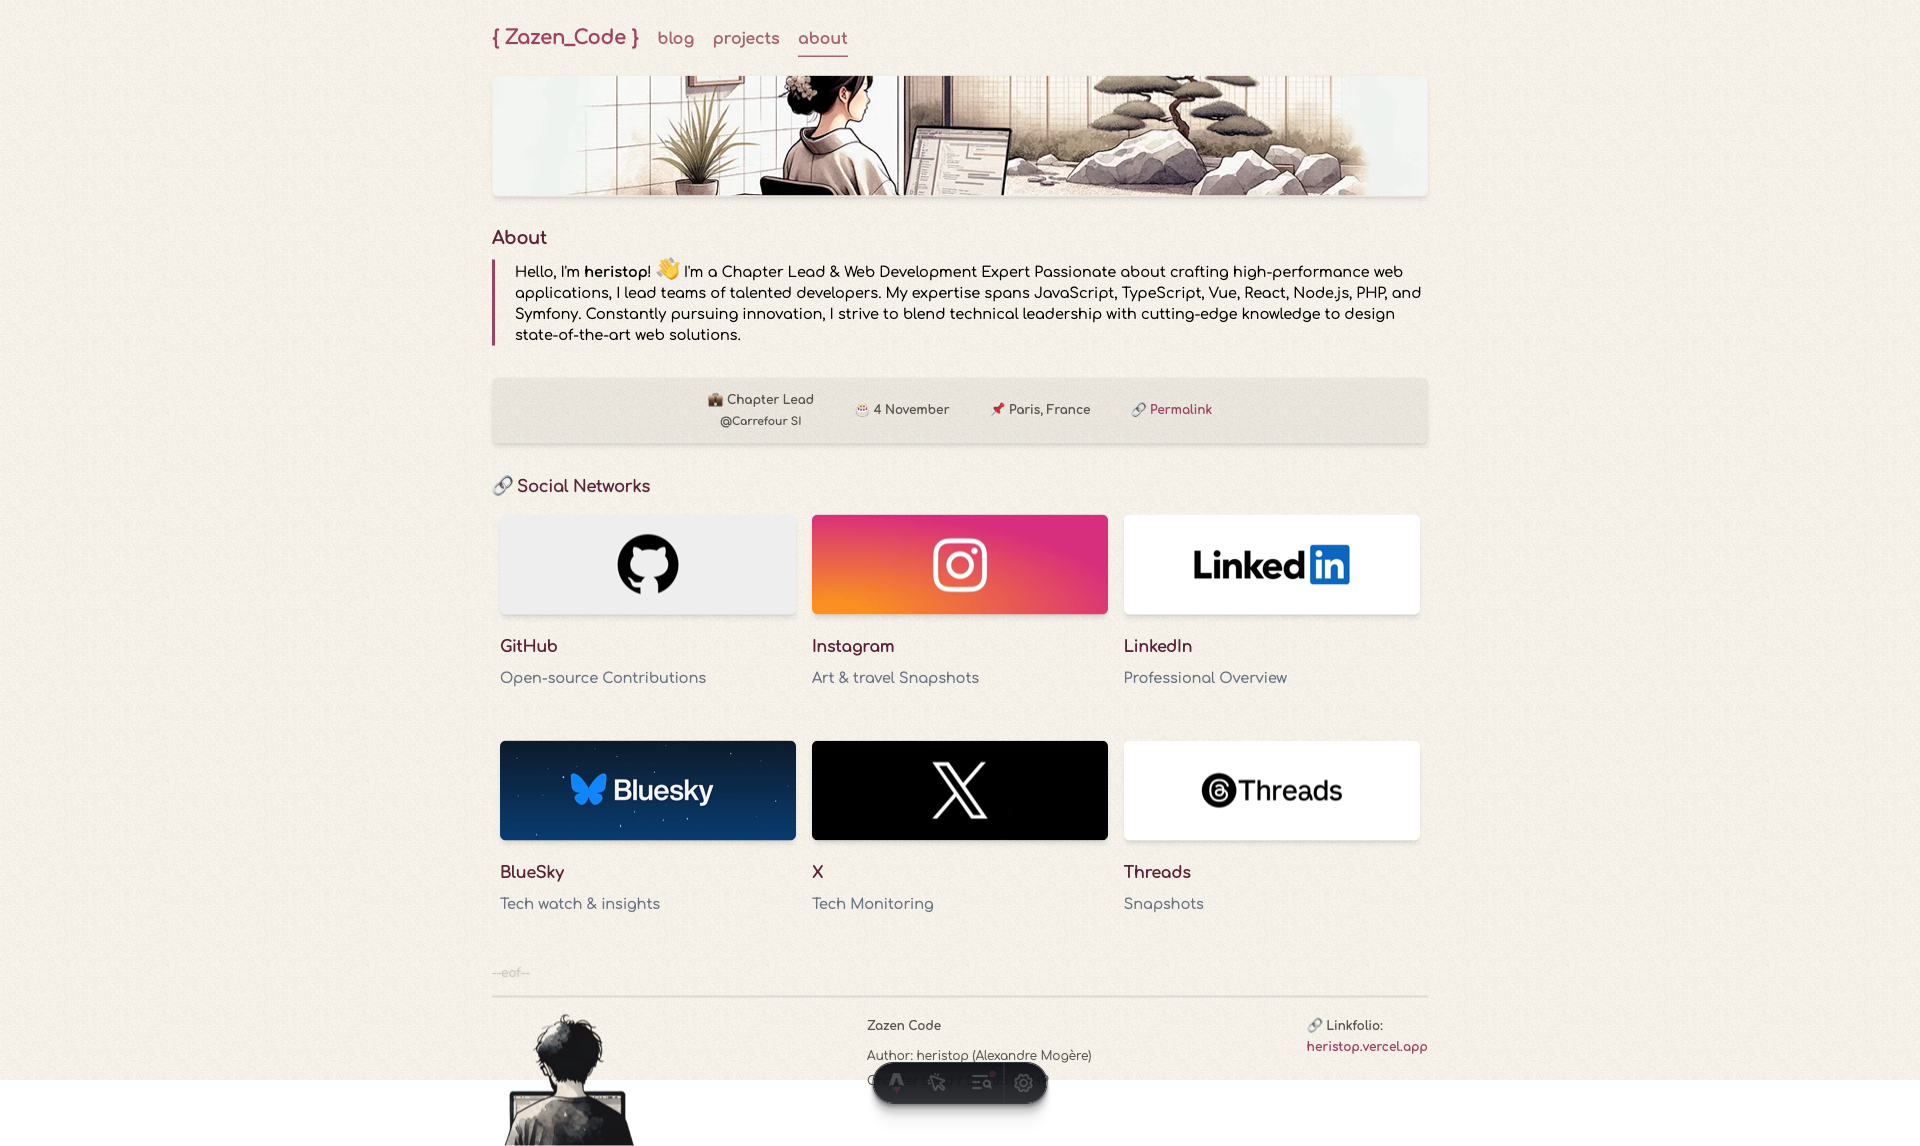 { Zazen_Code } blog projects about
About
Hello, I'm heristop! 👋 I'm a Chapter Lead & Web Development Expert Passionate about crafting high-performance web
applications, I lead teams of talented developers. My expertise spans JavaScript, TypeScript, Vue, React, Node.js, PHP, and
Symfony. Constantly pursuing innovation, I strive to blend technical leadership with cutting-edge knowledge to design
state-of-the-art web solutions.
💼 Chapter Lead
@Carrefour SI
🎂 4 November
📌 Paris, France
🔗 Permalink
🔗 Social Networks
Linked in
GitHub
Open-source Contributions
Instagram
Art & travel Snapshots
LinkedIn
Professional Overview
Bluesky
Threads
BlueSky
Tech watch & insights
X
Tech Monitoring
Threads
Snapshots
--eof--
Zazen Code
Author: heristop (Alexandre Mogère)
🔗 Linkfolio:
heristop.vercel.app